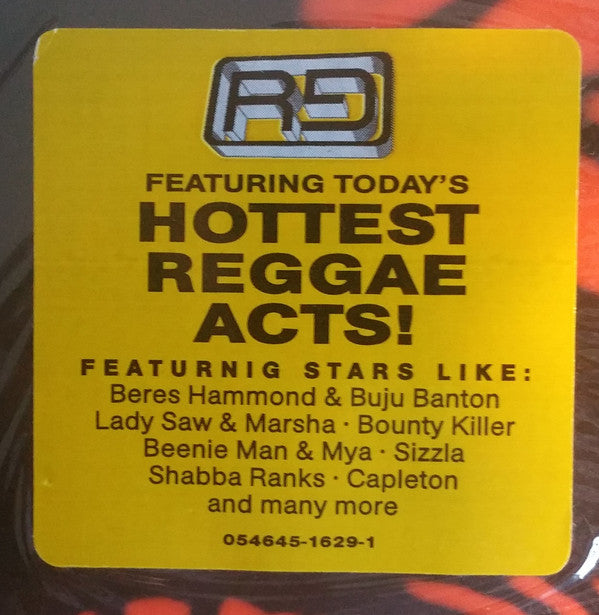 RG
FEATURING TODAY'S
HOTTEST
REGGAE
ACTS!
FEATURNIG STARS LIKE:
Beres Hammond & Buju Banton
Lady Saw & Marsha · Bounty Killer
Beenie Man & Mya · Sizzla
Shabba Ranks · Capleton
and many more
054645-1629-1